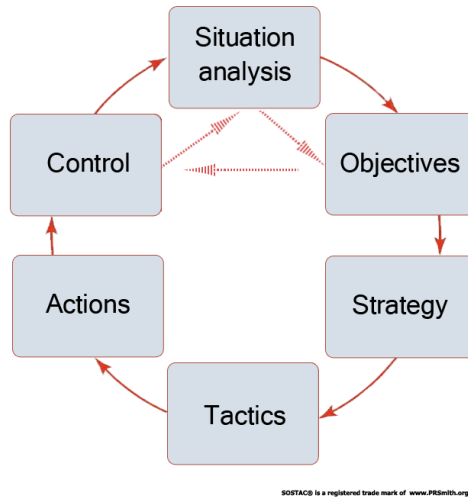 Situation
analysis
Objectives
Strategy
Tactics
Actions
Control
SOSTAC® is a registered trade mark of www.PRSmith.org